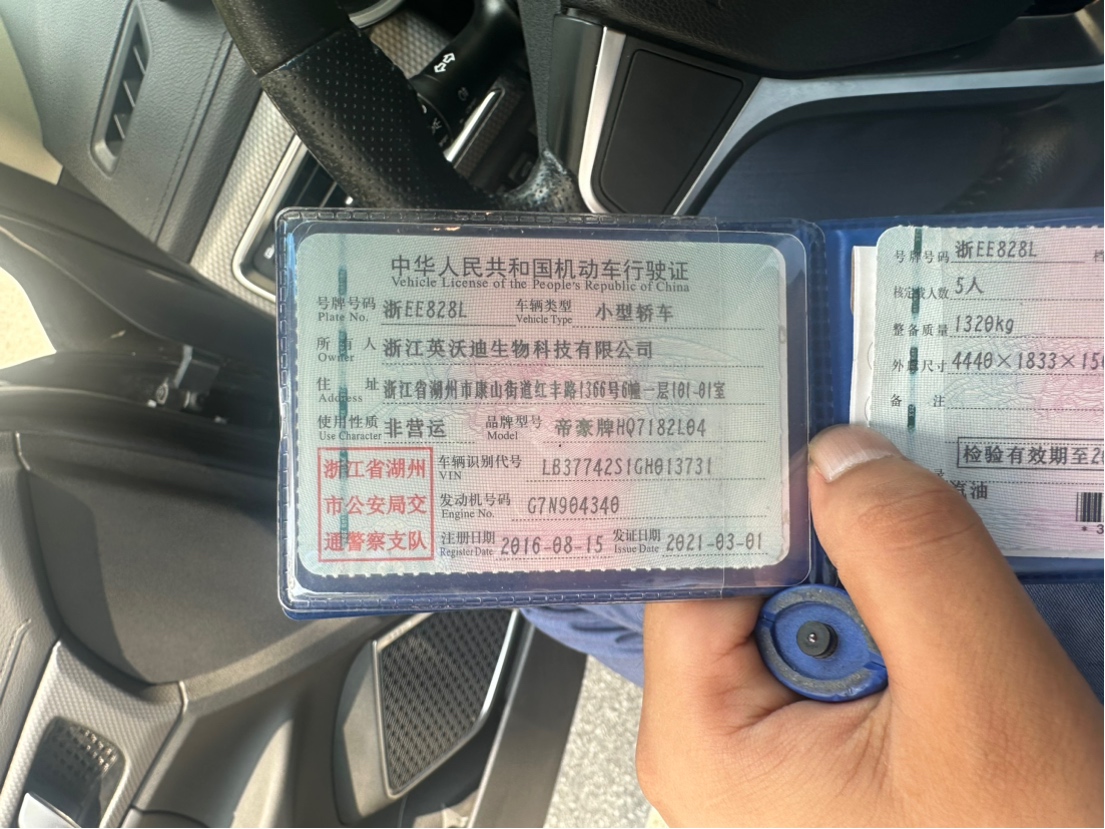 中华人民共和国机动车行驶证
Vehicle License of the People's Republic of China
号牌号码 浙EE828L 车辆类型 小型轿车
Plate No. Vehicle Type
所有人 浙江英沃迪生物科技有限公司
Owner
住址 浙江省湖州市康山街道红丰路1366号6幢一层101-01室
Address
使用性质 非营运 品牌型号 帝豪牌HQ7182L04
Use Character Model
浙江省湖州
市公安局交
通警察支队
车辆识别代号 LB37742S1GH013731
VIN
发动机号码 G7N904340
Engine No.
注册日期 2016-08-15 发证日期 2021-03-01
Register Date Issue Date
号牌号码 浙EE828L 档
核定载人数 5人
整备质量 1320kg
外廓尺寸 4440×1833×15
备注
检验有效期至20
汽油